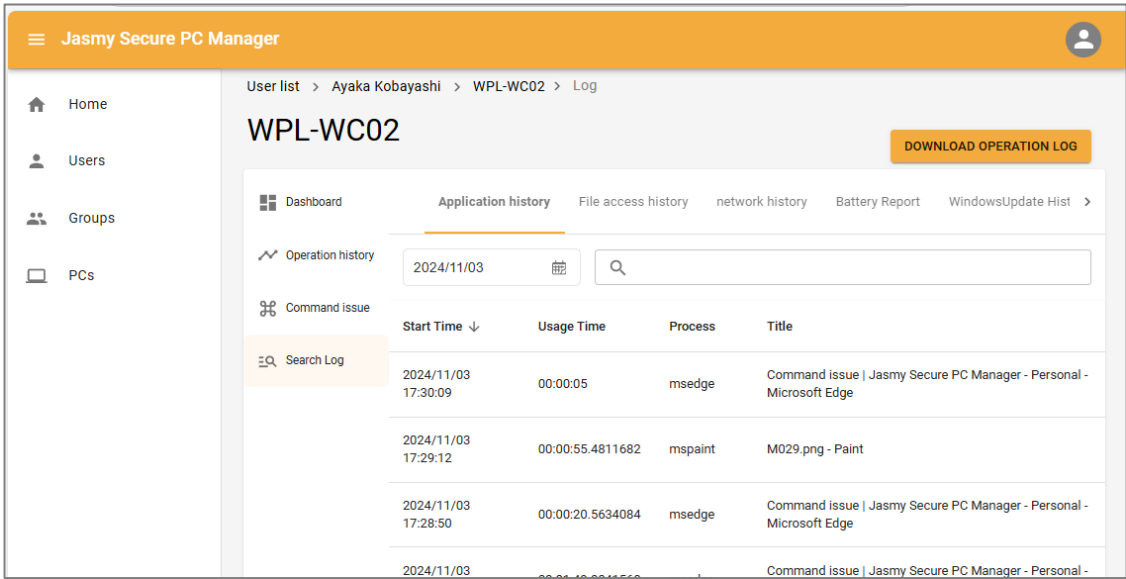 Jasmy Secure PC Manager
Home
Users
Groups
PCs
User list > Ayaka Kobayashi > WPL-WC02 > Log
WPL-WC02
DOWNLOAD OPERATION LOG
Dashboard
Operation history
Command issue
Search Log
Application history File access history network history Battery Report WindowsUpdate Hist >
2024/11/03
Start Time ↓ Usage Time Process Title
2024/11/03
17:30:09
00:00:05
msedge
Command issue | Jasmy Secure PC Manager - Personal -
Microsoft Edge
2024/11/03
17:29:12
00:00:55.4811682
mspaint
M029.png - Paint
2024/11/03
17:28:50
00:00:20.5634084
msedge
Command issue | Jasmy Secure PC Manager - Personal -
Microsoft Edge
2024/11/03
Command issue | Jasmy Secure PC Manager - Personal -